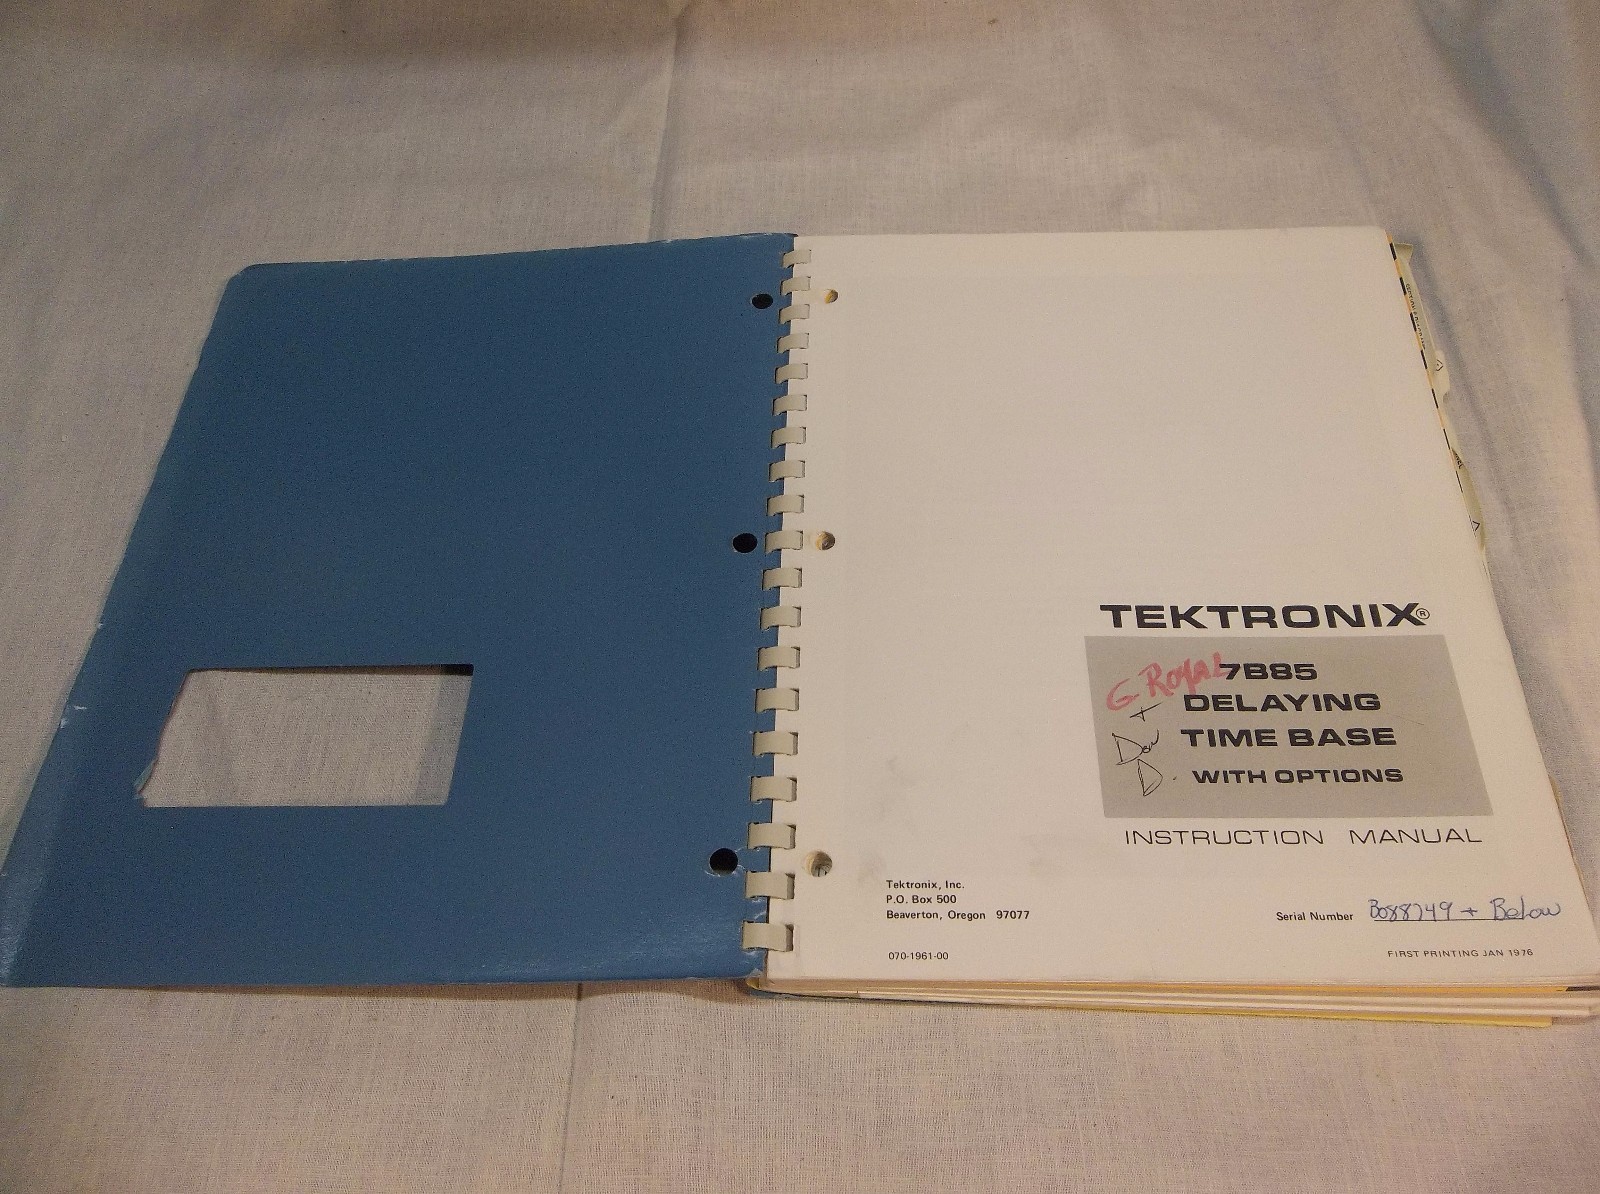 TEKTRONIX®
G. ROYAL
7B85
DELAYING
+
TIME BASE
D.
WITH OPTIONS
INSTRUCTION MANUAL
Tektronix, Inc.
P.O. Box 500
Beaverton, Oregon 97077
Serial Number B088749 + Below
070-1961-00
FIRST PRINTING JAN 1976